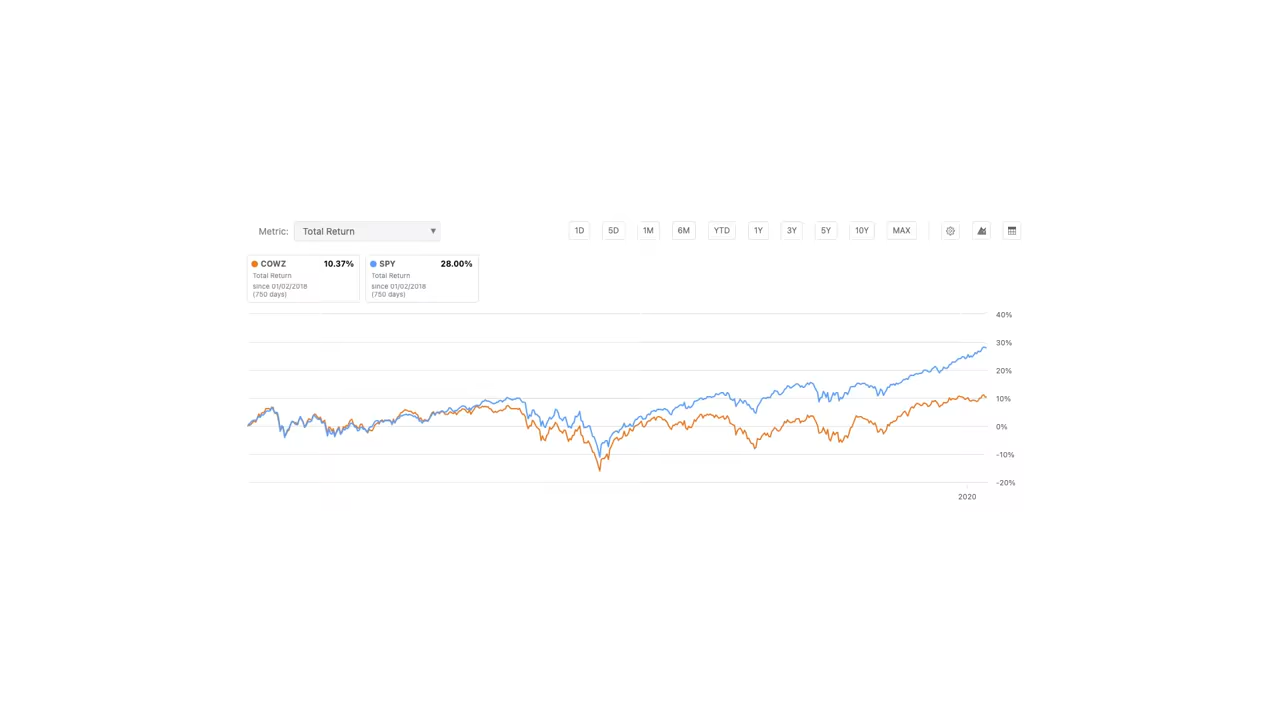 Metric: Total Return ▼ 1D 5D 1M 6M YTD 1Y 3Y 5Y 10Y MAX
COWZ 10.37%
Total Return
since 01/02/2018
(750 days)
SPY 28.00%
Total Return
since 01/02/2018
(750 days)
40%
30%
20%
10%
0%
-10%
-20%
2020